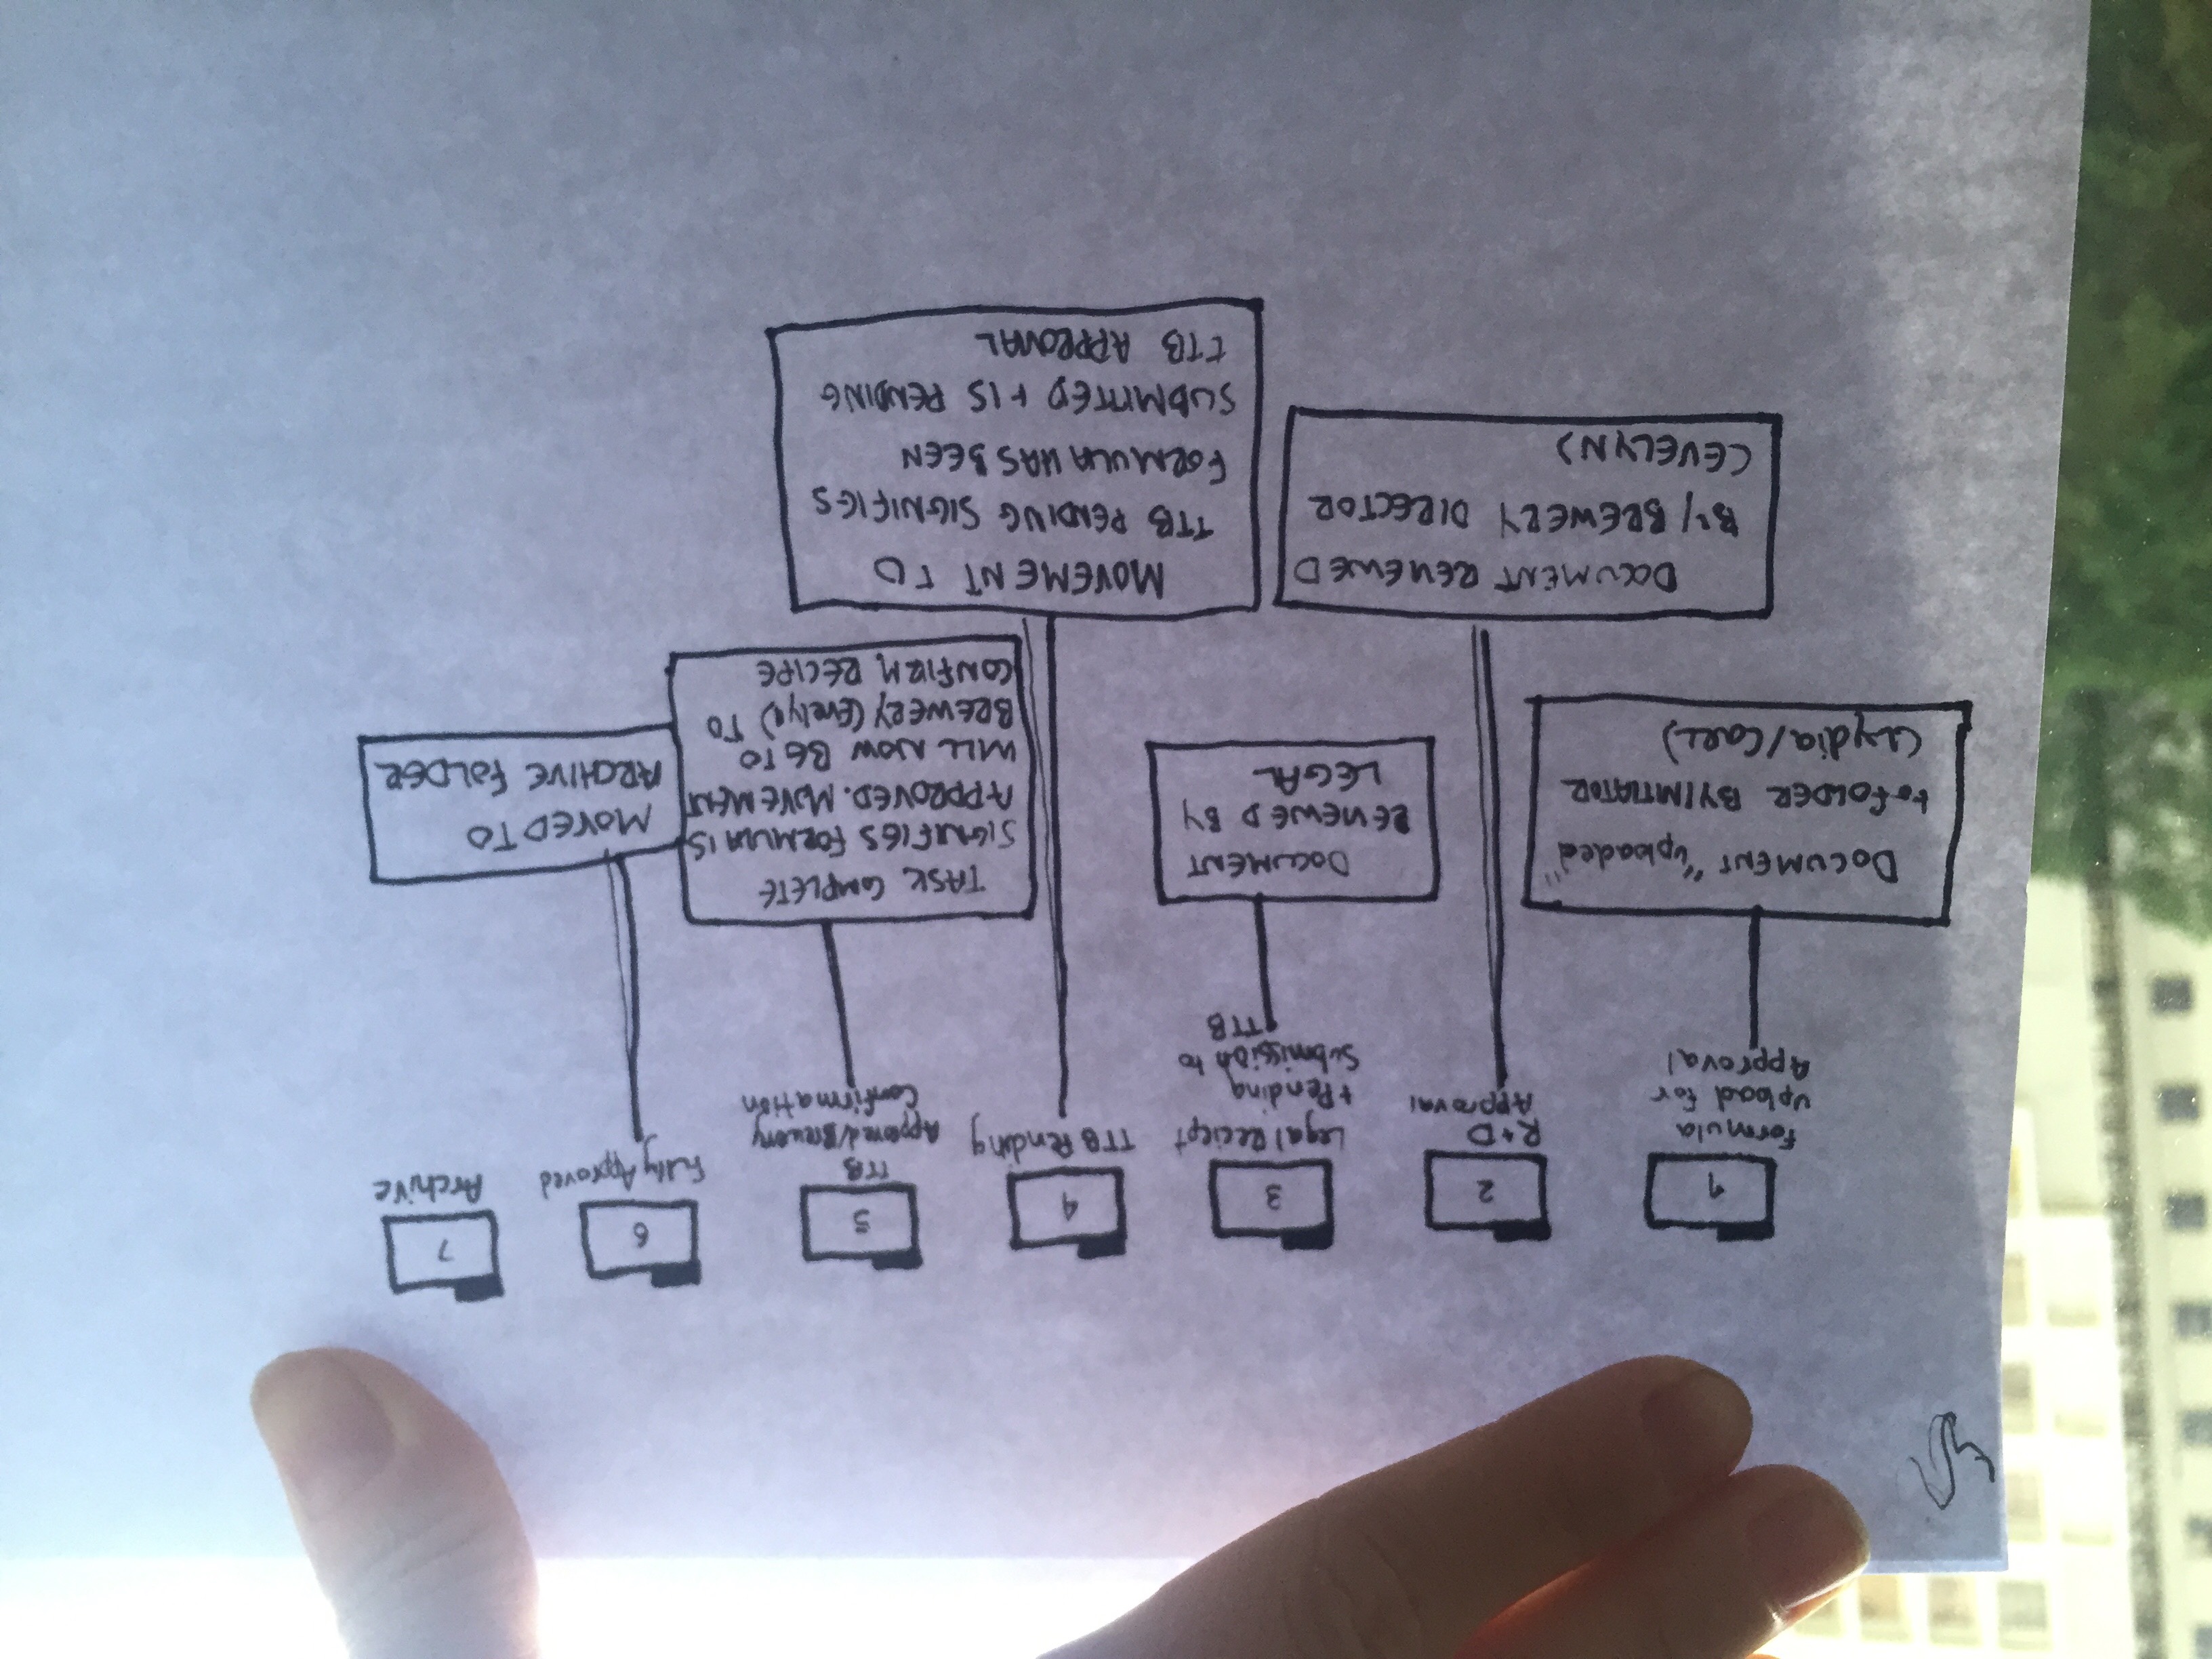 1
Formula
Upload for
Approval
2
R+D
Approval
3
Legal Reciept
+ Pending
Submission to
TTB
4
TTB Pending
5
TTB
Approved/Brewery
Confirmation
6
Fully Approved
7
Archive
DOCUMENT "uploaded"
to FOLDER BY INITIATOR
(Lydia/Carl)
DOCUMENT REVIEWED
BY BREWERY DIRECTOR
(EVELYN)
DOCUMENT
REVIEWED BY
LEGAL
MOVEMENT TO
TTB PENDING SIGNIFIES
FORMULA HAS BEEN
SUBMITTED + IS PENDING
TTB APPROVAL
TASK COMPLETE
SIGNIFIES FORMULA IS
APPROVED. MOVEMENT
WILL NOW BE TO
BREWERY (Evelyn) TO
CONFIRM RECIPE
MOVED TO
ARCHIVE FOLDER